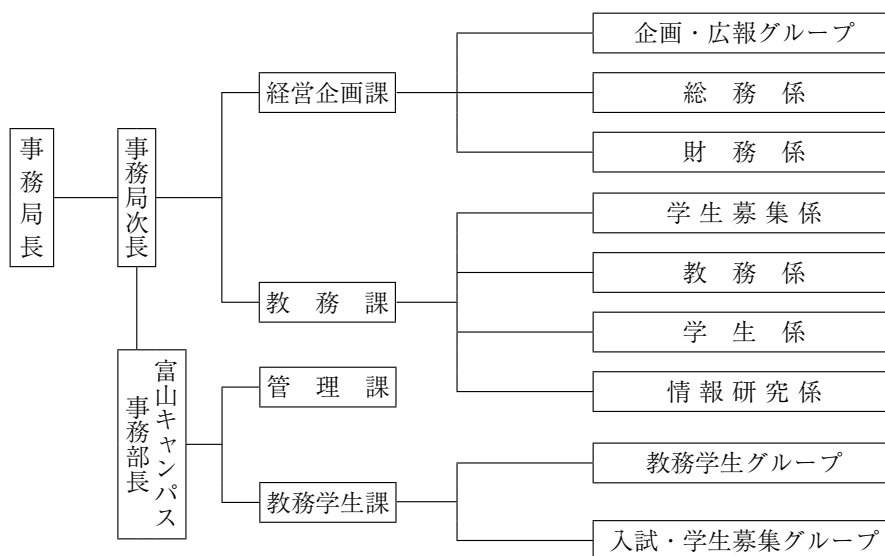 事務局長
事務局次長
経営企画課
企画・広報グループ
総務係
財務係
教務課
学生募集係
教務係
学生係
情報研究係
富山キャンパス
事務部長
管理課
教務学生課
教務学生グループ
入試・学生募集グループ